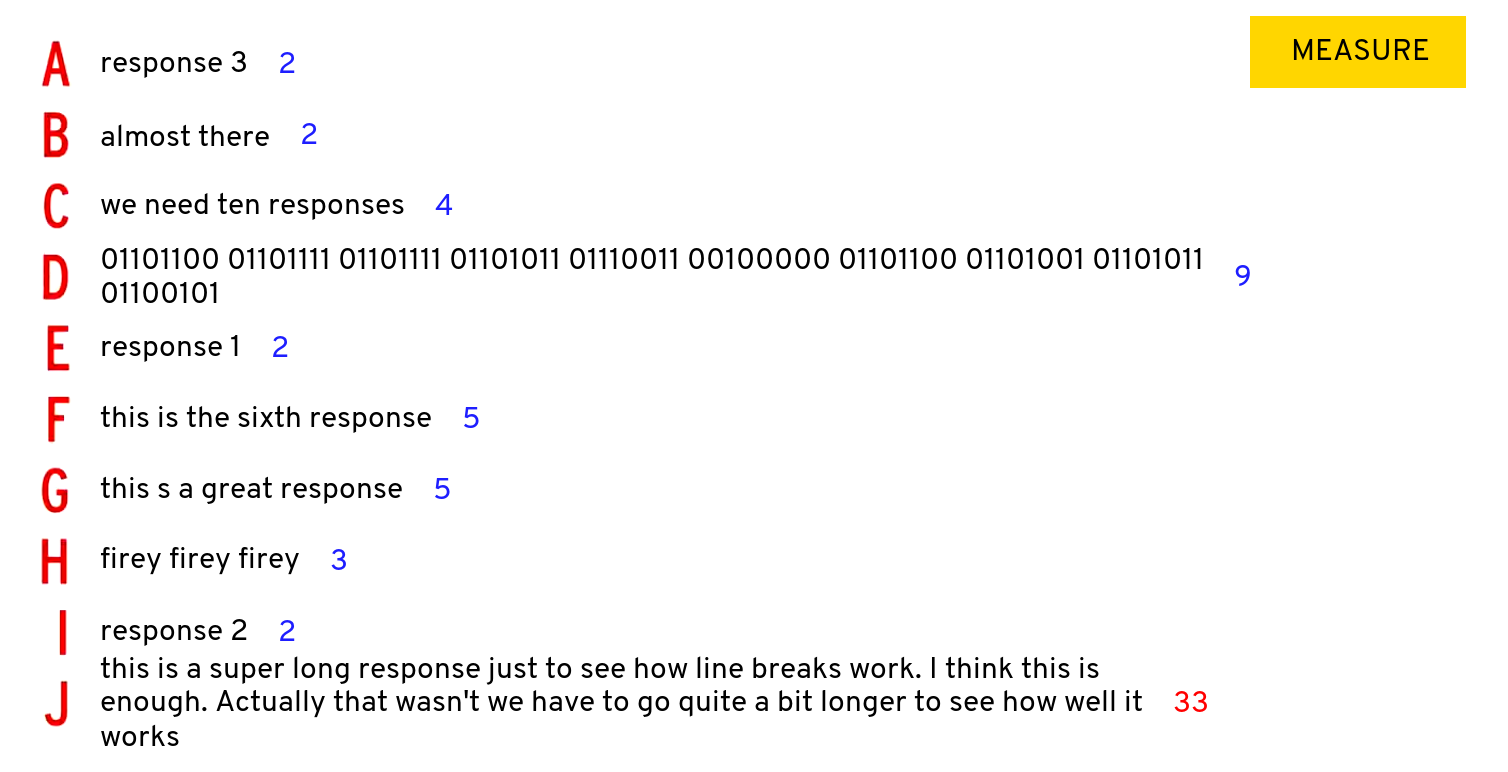 MEASURE
A response 3 2
B almost there 2
C we need ten responses 4
D 01101100 01101111 01101111 01101011 01110011 00100000 01101100 01101001 01101011 9
01100101
E response 1 2
F this is the sixth response 5
G this s a great response 5
H firey firey firey 3
I response 2 2
this is a super long response just to see how line breaks work. I think this is
J enough. Actually that wasn't we have to go quite a bit longer to see how well it 33
works